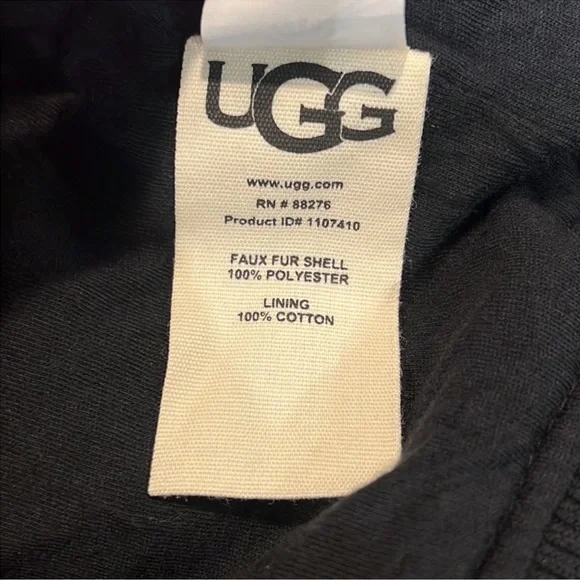 UGG
www.ugg.com
RN # 88276
Product ID# 1107410
FAUX FUR SHELL
100% POLYESTER
LINING
100% COTTON